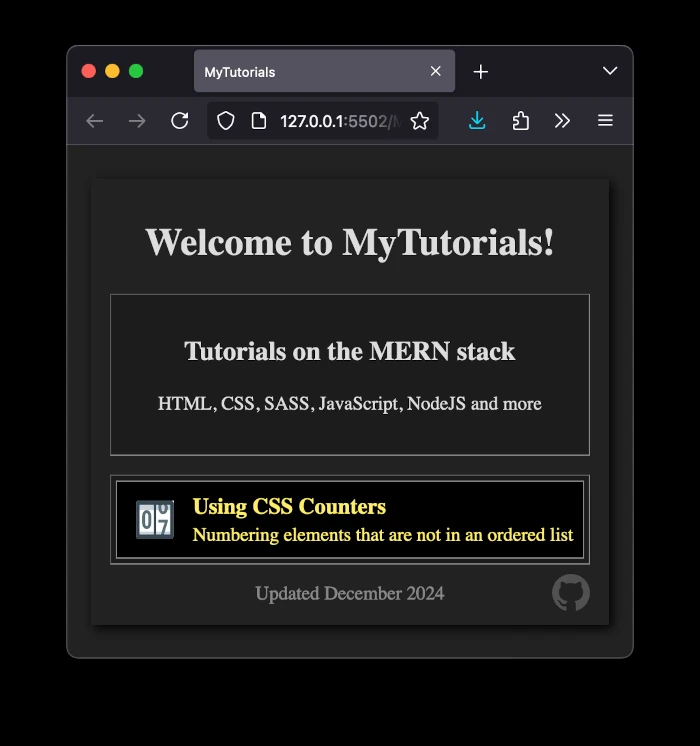 MyTutorials
127.0.0.1:5502/
Welcome to MyTutorials!
Tutorials on the MERN stack
HTML, CSS, SASS, JavaScript, NodeJS and more
Using CSS Counters
Numbering elements that are not in an ordered list
Updated December 2024